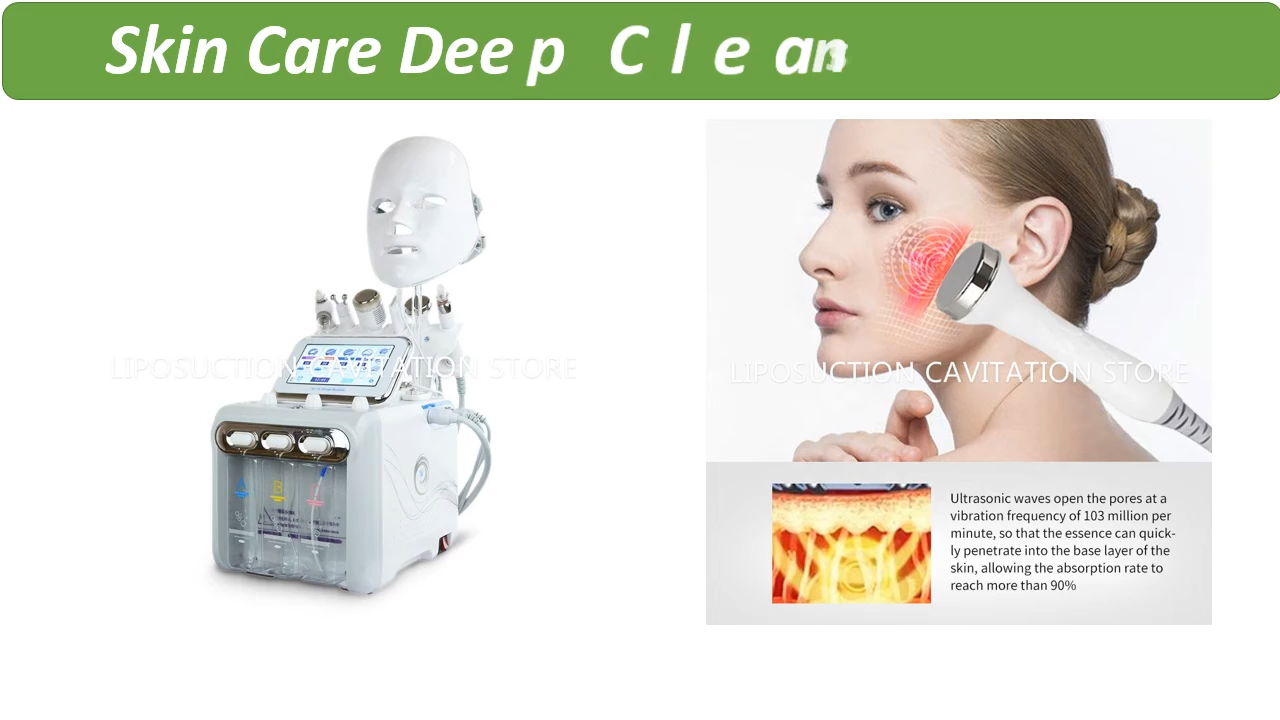 Skin Care Deep Clean
LIPOSUCTION CAVITATION STORE
LIPOSUCTION CAVITATION STORE
Ultrasonic waves open the pores at a
vibration frequency of 103 million per
minute, so that the essence can quick-
ly penetrate into the base layer of the
skin, allowing the absorption rate to
reach more than 90%
A
B